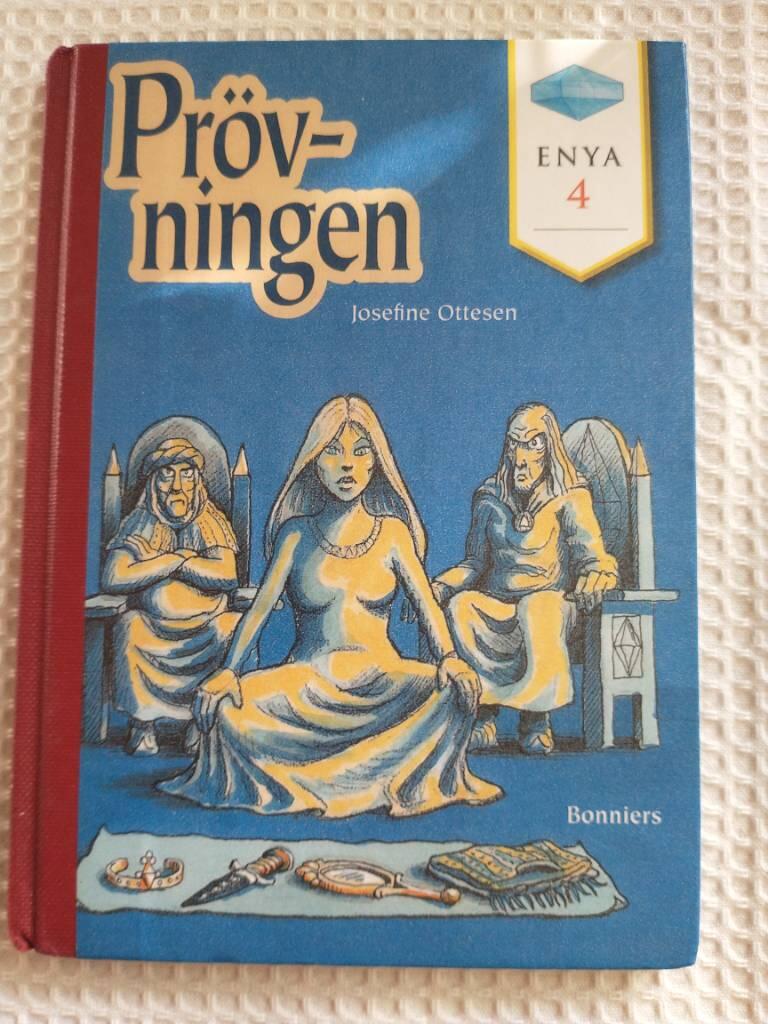 Pröv-
ningen
ENYA
4
Josefine Ottesen
Bonniers